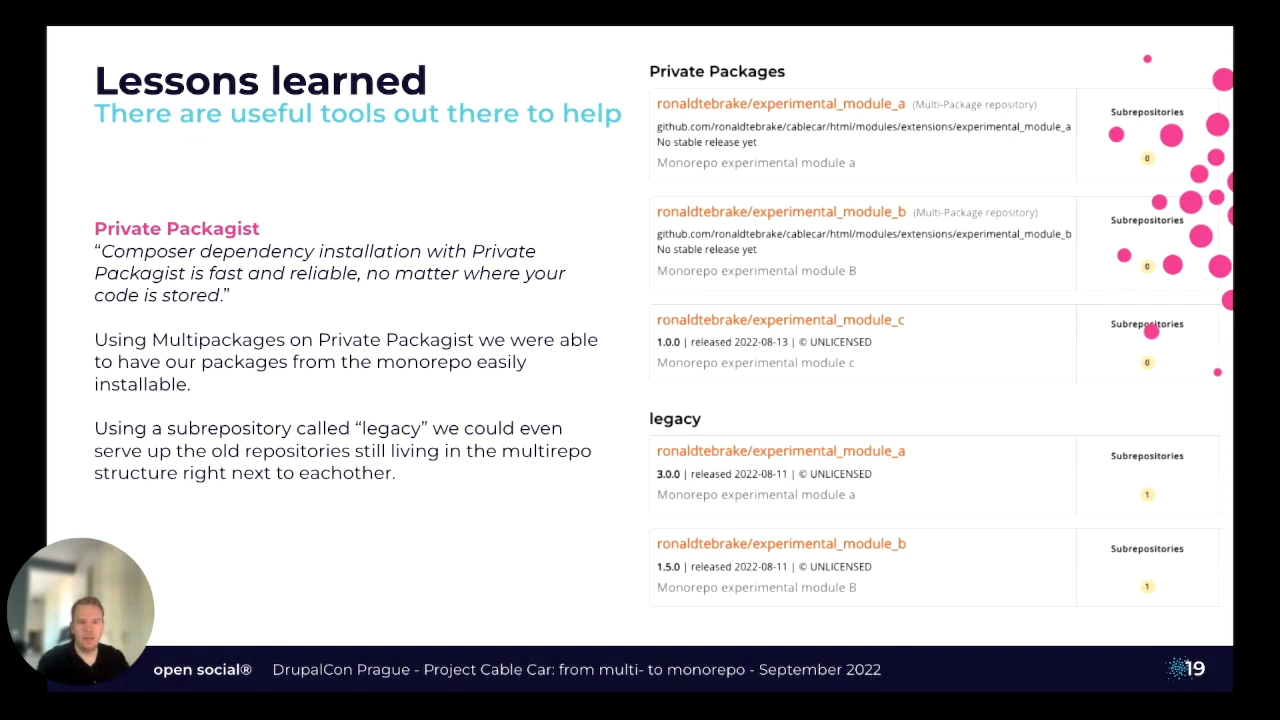 Lessons learned
There are useful tools out there to help
Private Packagist
“Composer dependency installation with Private
Packagist is fast and reliable, no matter where your
code is stored.”
Using Multipackages on Private Packagist we were able
to have our packages from the monorepo easily
installable.
Using a subrepository called “legacy” we could even
serve up the old repositories still living in the multirepo
structure right next to eachother.
Private Packages
ronaldtebrake/experimental_module_a (Multi-Package repository)
github.com/ronaldtebrake/cablecar/html/modules/extensions/experimental_module_a
No stable release yet
Monorepo experimental module a
Subrepositories
0
ronaldtebrake/experimental_module_b (Multi-Package repository)
github.com/ronaldtebrake/cablecar/html/modules/extensions/experimental_module_b
No stable release yet
Monorepo experimental module B
Subrepositories
0
ronaldtebrake/experimental_module_c
1.0.0 | released 2022-08-13 | © UNLICENSED
Monorepo experimental module c
Subrepositories
0
legacy
ronaldtebrake/experimental_module_a
3.0.0 | released 2022-08-11 | © UNLICENSED
Monorepo experimental module a
Subrepositories
1
ronaldtebrake/experimental_module_b
1.5.0 | released 2022-08-11 | © UNLICENSED
Monorepo experimental module B
Subrepositories
1
open social® DrupalCon Prague - Project Cable Car: from multi- to monorepo - September 2022
19